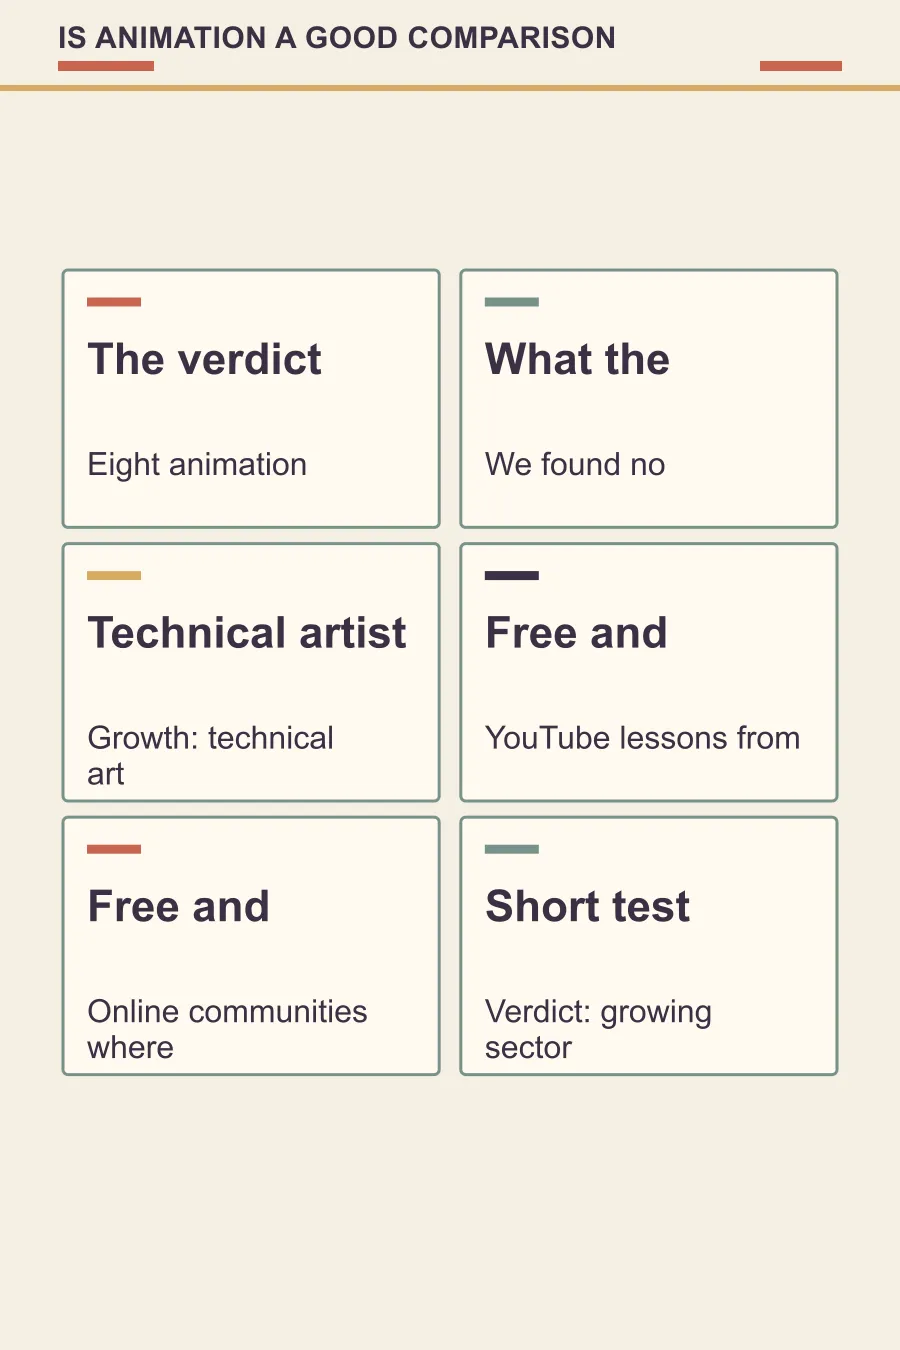 IS ANIMATION A GOOD COMPARISON
The verdict
Eight animation
What the
We found no
Technical artist
Growth: technical
art
Free and
YouTube lessons from
Free and
Online communities
where
Short test
Verdict: growing
sector